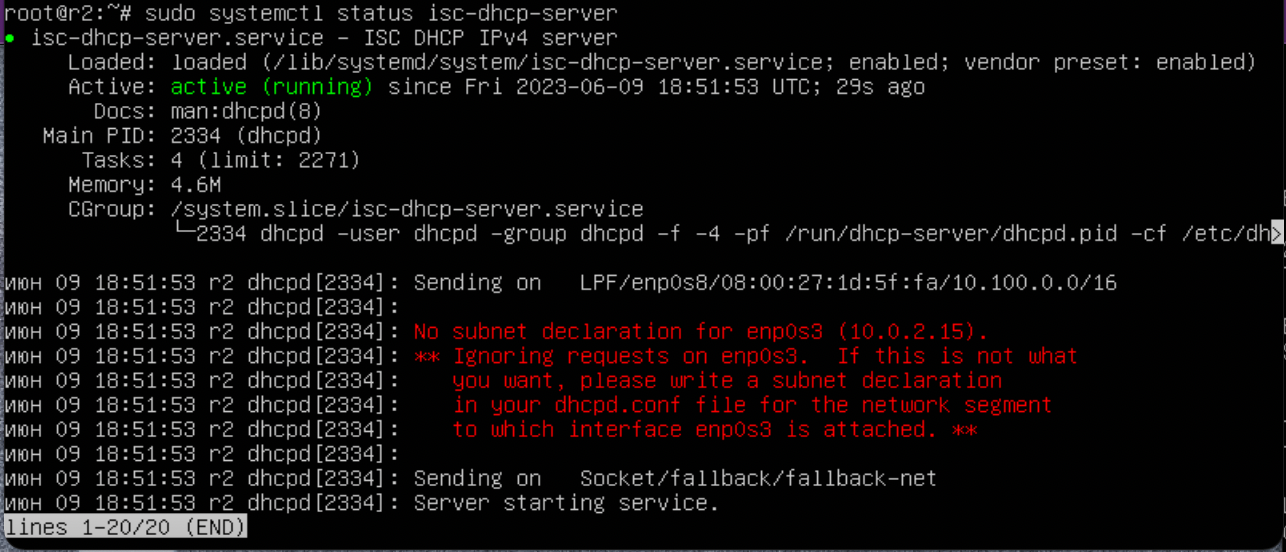 root@r2:~# sudo systemctl status isc-dhcp-server
● isc-dhcp-server.service – ISC DHCP IPv4 server
Loaded: loaded (/lib/systemd/system/isc-dhcp-server.service; enabled; vendor preset: enabled)
Active: active (running) since Fri 2023-06-09 18:51:53 UTC; 29s ago
Docs: man:dhcpd(8)
Main PID: 2334 (dhcpd)
Tasks: 4 (limit: 2271)
Memory: 4.6M
CGroup: /system.slice/isc-dhcp-server.service
└─2334 dhcpd -user dhcpd -group dhcpd -f -4 -pf /run/dhcp-server/dhcpd.pid -cf /etc/dh>
июн 09 18:51:53 r2 dhcpd[2334]: Sending on   LPF/enp0s8/08:00:27:1d:5f:fa/10.100.0.0/16
июн 09 18:51:53 r2 dhcpd[2334]:
июн 09 18:51:53 r2 dhcpd[2334]: No subnet declaration for enp0s3 (10.0.2.15).
июн 09 18:51:53 r2 dhcpd[2334]: ** Ignoring requests on enp0s3.  If this is not what
июн 09 18:51:53 r2 dhcpd[2334]:    you want, please write a subnet declaration
июн 09 18:51:53 r2 dhcpd[2334]:    in your dhcpd.conf file for the network segment
июн 09 18:51:53 r2 dhcpd[2334]:    to which interface enp0s3 is attached. **
июн 09 18:51:53 r2 dhcpd[2334]:
июн 09 18:51:53 r2 dhcpd[2334]: Sending on   Socket/fallback/fallback-net
июн 09 18:51:53 r2 dhcpd[2334]: Server starting service.
lines 1-20/20 (END)